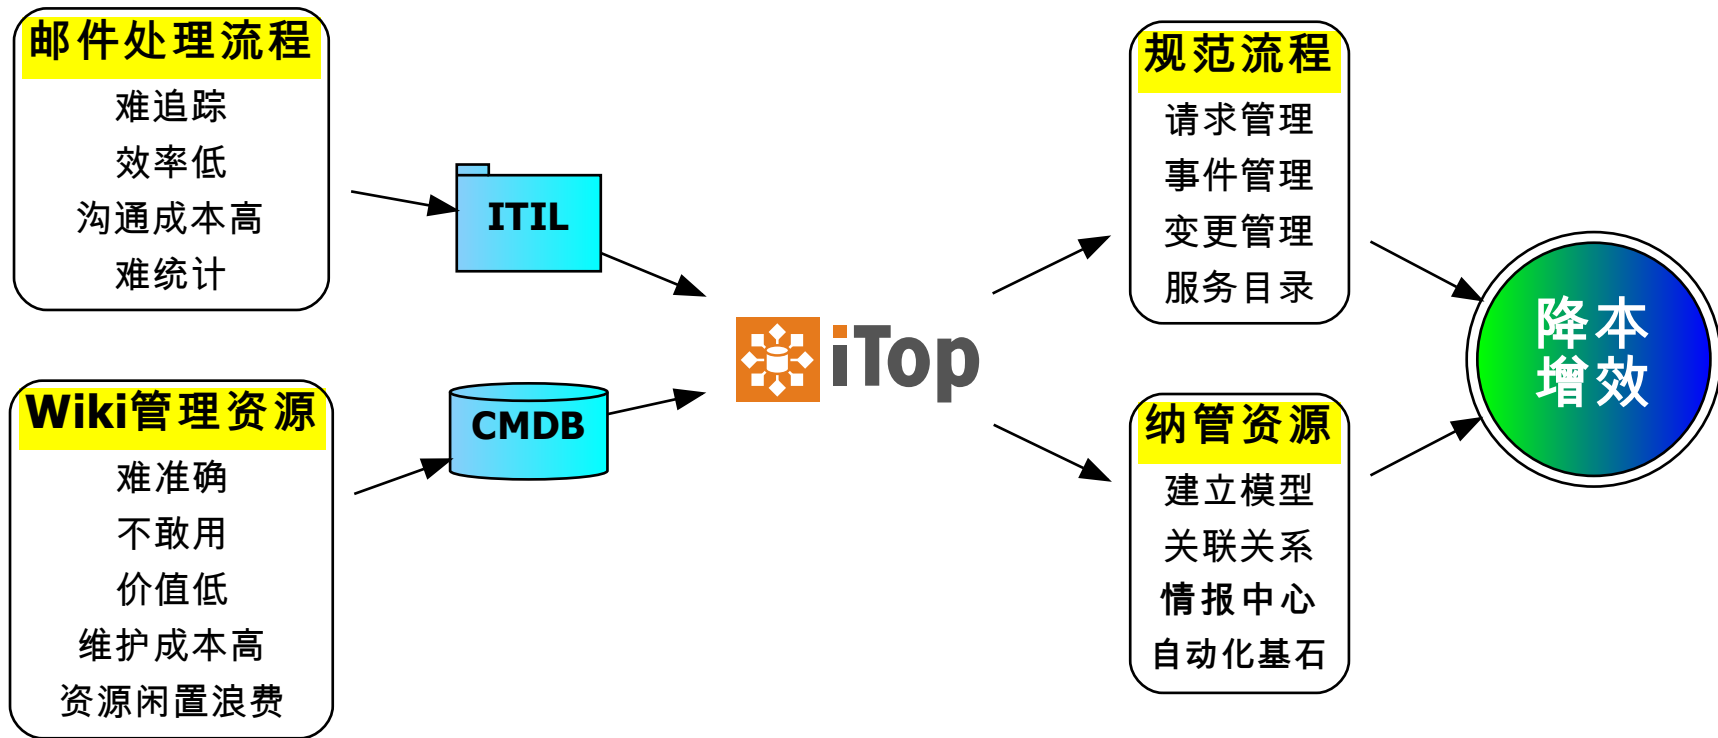 邮件处理流程
难追踪
效率低
沟通成本高
难统计
Wiki管理资源
难准确
不敢用
价值低
维护成本高
资源闲置浪费
ITIL
CMDB
iTop
规范流程
请求管理
事件管理
变更管理
服务目录
纳管资源
建立模型
关联关系
情报中心
自动化基石
降本
增效